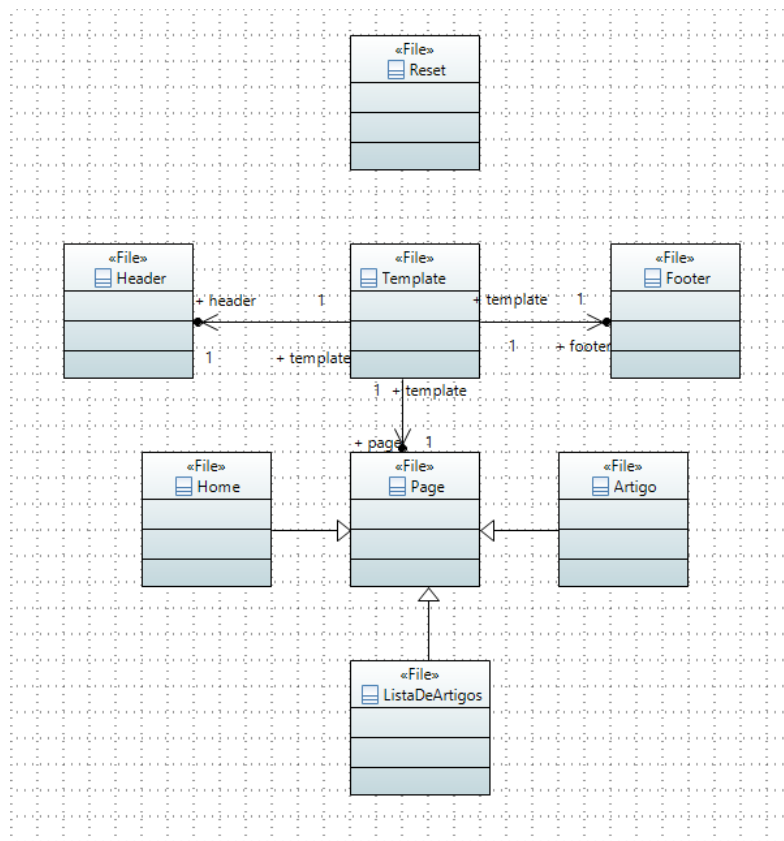 «File»
Reset
«File»
Header
«File»
Template
«File»
Footer
+ header 1
+ template 1
1 + template
1 + footer
1 + template
+ page 1
«File»
Home
«File»
Page
«File»
Artigo
«File»
ListaDeArtigos